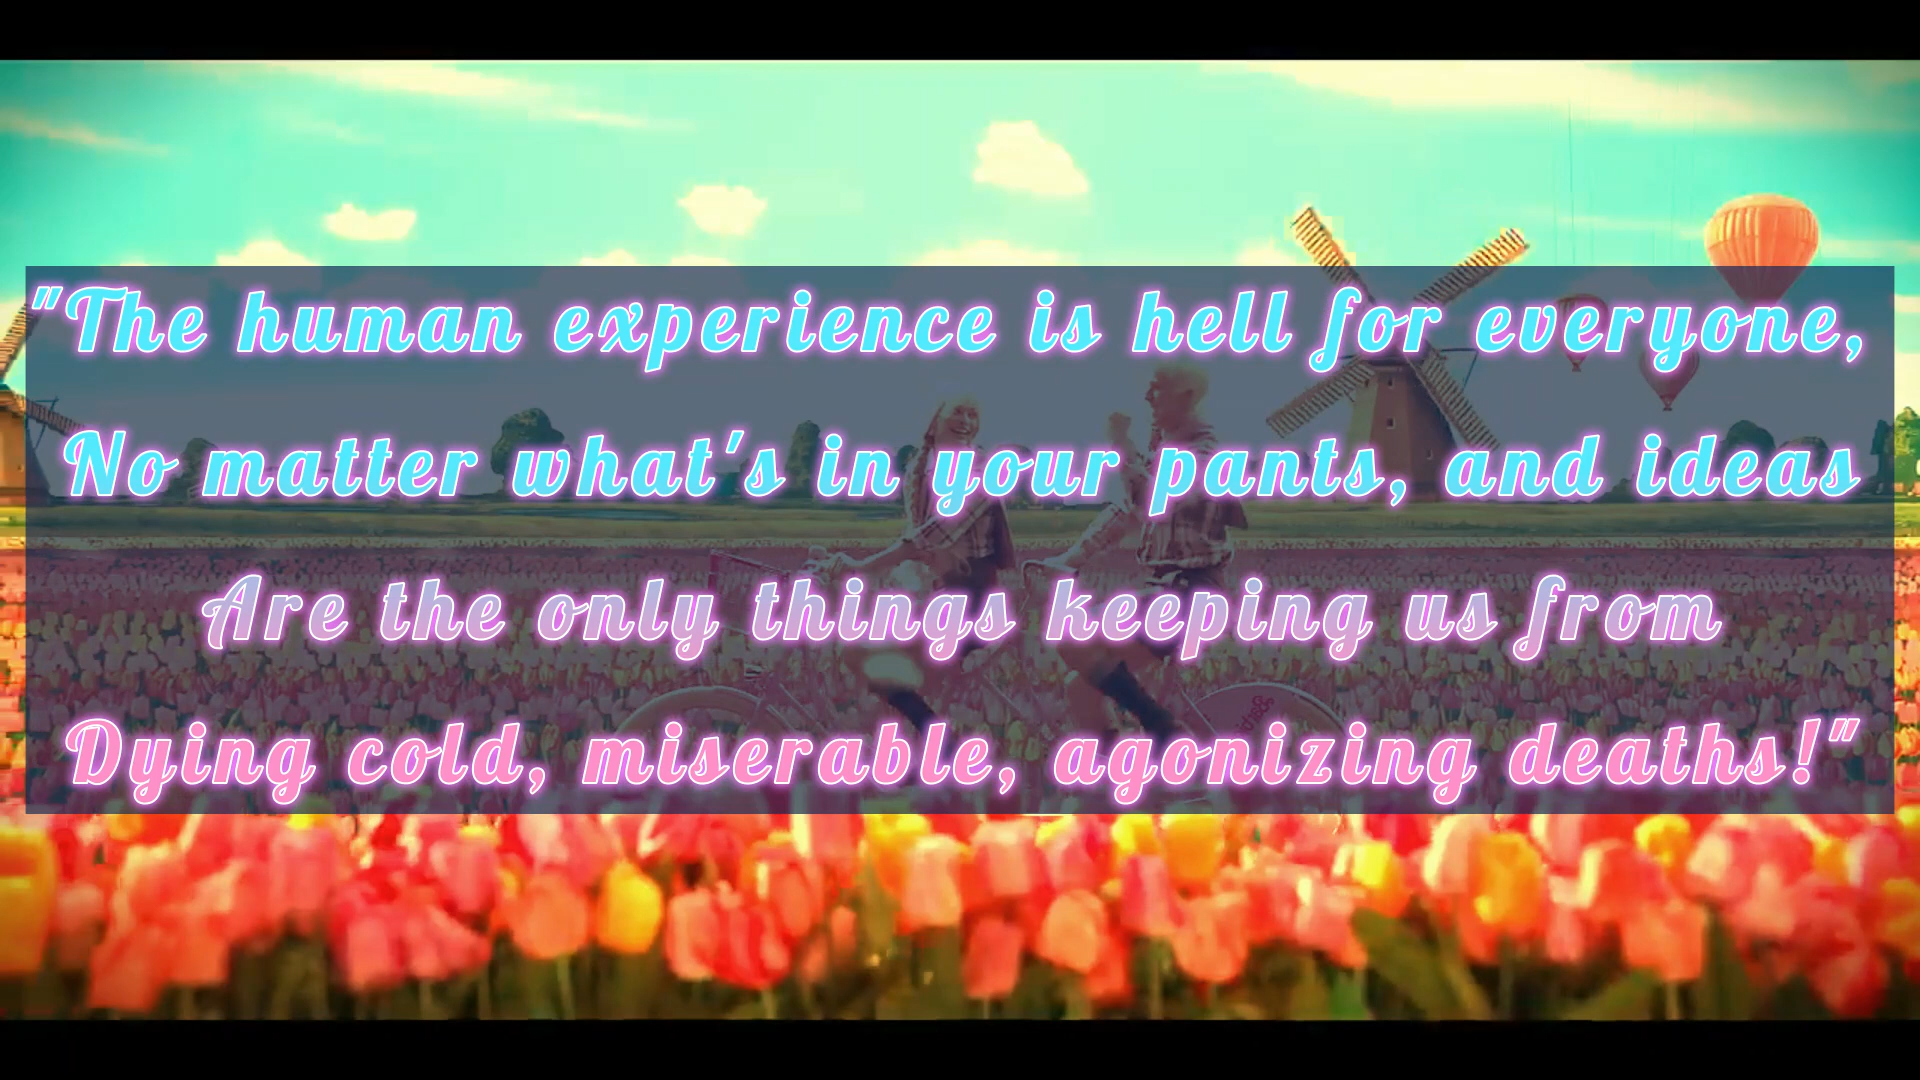 "The human experience is hell for everyone,
No matter what's in your pants, and ideas
Are the only things keeping us from
Dying cold, miserable, agonizing deaths!"